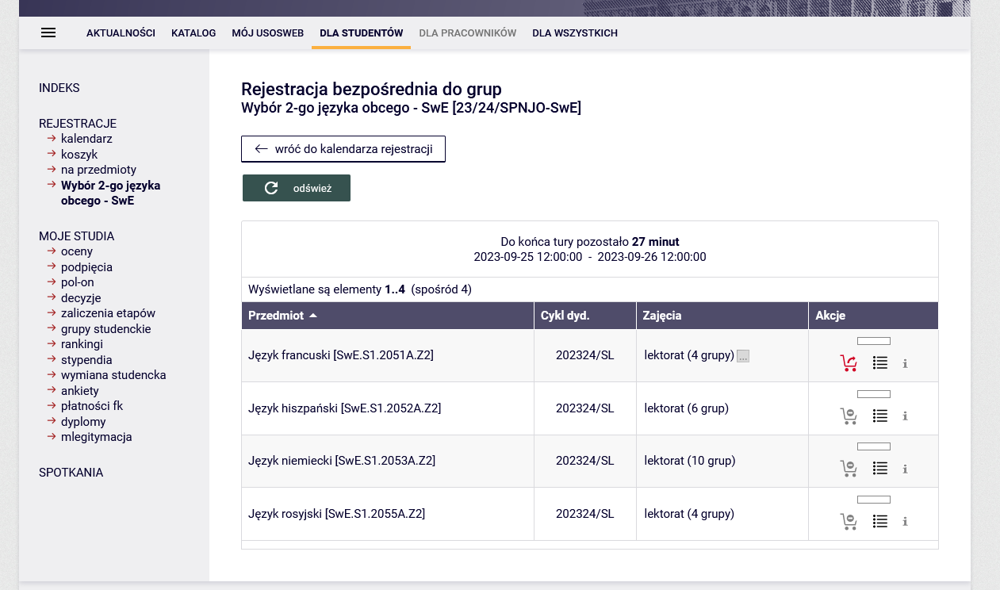 AKTUALNOŚCI KATALOG MÓJ USOSWEB DLA STUDENTÓW DLA PRACOWNIKÓW DLA WSZYSTKICH
INDEKS
REJESTRACJE
kalendarz
koszyk
na przedmioty
Wybór 2-go języka
obcego - SwE
MOJE STUDIA
oceny
podpięcia
pol-on
decyzje
zaliczenia etapów
grupy studenckie
rankingi
stypendia
wymiana studencka
ankiety
płatności fk
dyplomy
mlegitymacja
SPOTKANIA
Rejestracja bezpośrednia do grup
Wybór 2-go języka obcego - SwE [23/24/SPNJO-SwE]
wróć do kalendarza rejestracji
odśwież
Do końca tury pozostało 27 minut
2023-09-25 12:00:00 - 2023-09-26 12:00:00
Wyświetlane są elementy 1..4 (spośród 4)
Przedmiot Cykl dyd. Zajęcia Akcje
Język francuski [SwE.S1.2051A.Z2] 202324/SL lektorat (4 grupy) ...
Język hiszpański [SwE.S1.2052A.Z2] 202324/SL lektorat (6 grup)
Język niemiecki [SwE.S1.2053A.Z2] 202324/SL lektorat (10 grup)
Język rosyjski [SwE.S1.2055A.Z2] 202324/SL lektorat (4 grupy)